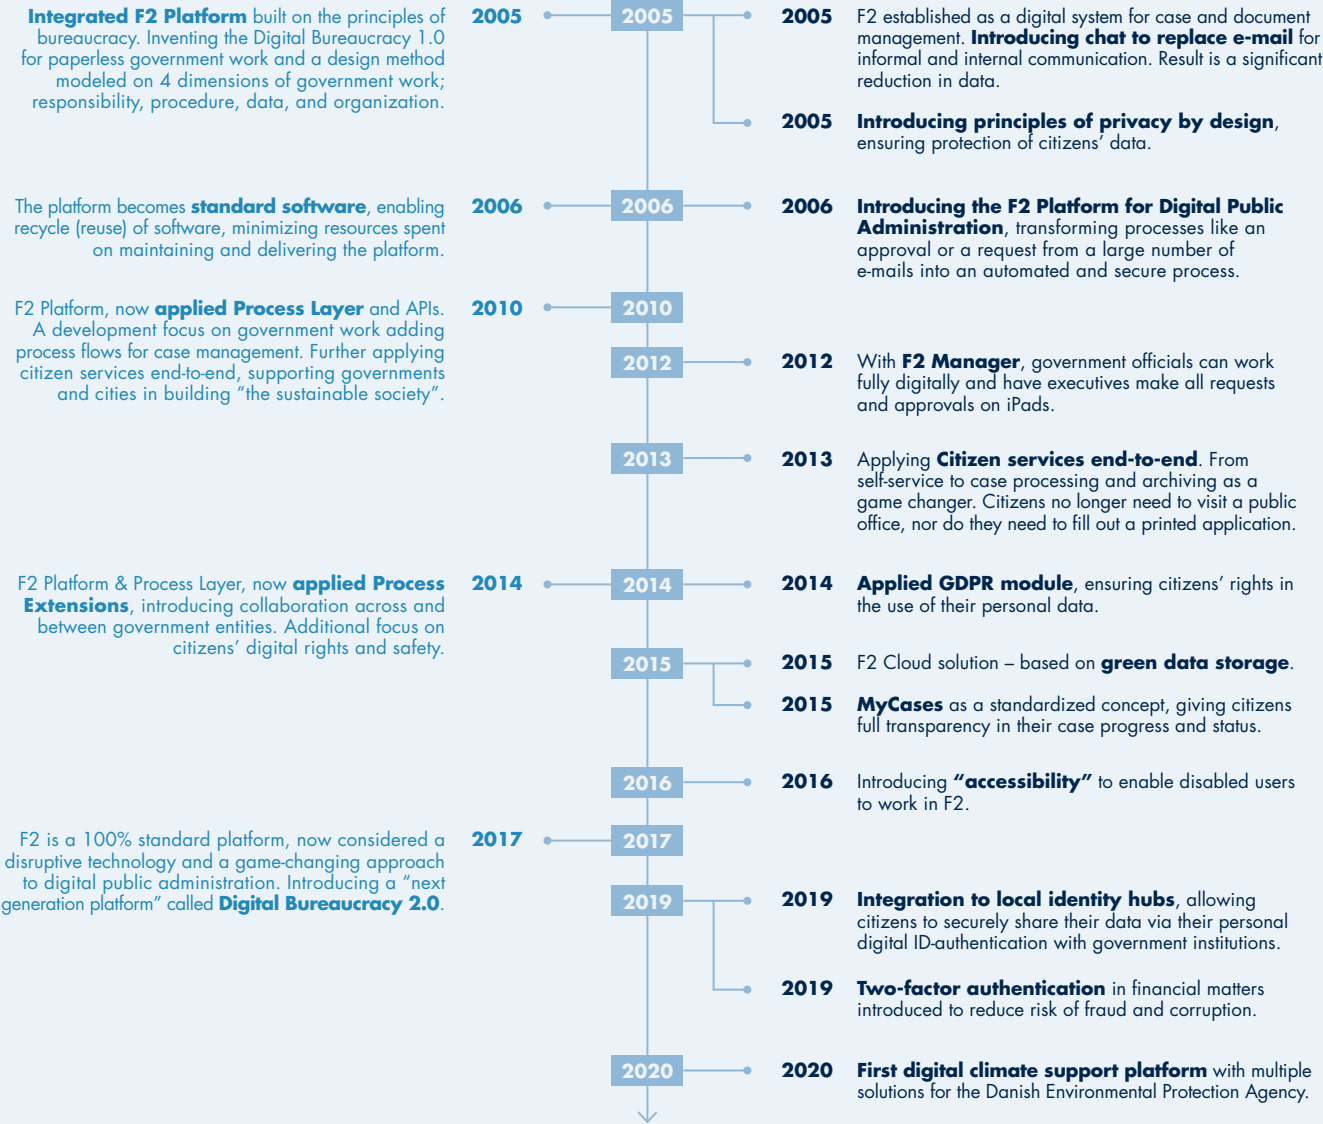 Integrated F2 Platform built on the principles of
bureaucracy. Inventing the Digital Bureaucracy 1.0
for paperless government work and a design method
modeled on 4 dimensions of government work;
responsibility, procedure, data, and organization.
2005
2005
2005
F2 established as a digital system for case and document
management. Introducing chat to replace e-mail for
informal and internal communication. Result is a significant
reduction in data.
2005
Introducing principles of privacy by design,
ensuring protection of citizens’ data.
The platform becomes standard software, enabling
recycle (reuse) of software, minimizing resources spent
on maintaining and delivering the platform.
2006
2006
2006
Introducing the F2 Platform for Digital Public
Administration, transforming processes like an
approval or a request from a large number of
e-mails into an automated and secure process.
F2 Platform, now applied Process Layer and APIs.
A development focus on government work adding
process flows for case management. Further applying
citizen services end-to-end, supporting governments
and cities in building “the sustainable society”.
2010
2010
2012
2012
With F2 Manager, government officials can work
fully digitally and have executives make all requests
and approvals on iPads.
2013
2013
Applying Citizen services end-to-end. From
self-service to case processing and archiving as a
game changer. Citizens no longer need to visit a public
office, nor do they need to fill out a printed application.
F2 Platform & Process Layer, now applied Process
Extensions, introducing collaboration across and
between government entities. Additional focus on
citizens’ digital rights and safety.
2014
2014
2014
Applied GDPR module, ensuring citizens’ rights in
the use of their personal data.
2015
2015
F2 Cloud solution – based on green data storage.
2015
MyCases as a standardized concept, giving citizens
full transparency in their case progress and status.
2016
2016
Introducing “accessibility” to enable disabled users
to work in F2.
F2 is a 100% standard platform, now considered a
disruptive technology and a game-changing approach
to digital public administration. Introducing a “next
generation platform” called Digital Bureaucracy 2.0.
2017
2017
2019
2019
Integration to local identity hubs, allowing
citizens to securely share their data via their personal
digital ID-authentication with government institutions.
2019
Two-factor authentication in financial matters
introduced to reduce risk of fraud and corruption.
2020
2020
First digital climate support platform with multiple
solutions for the Danish Environmental Protection Agency.